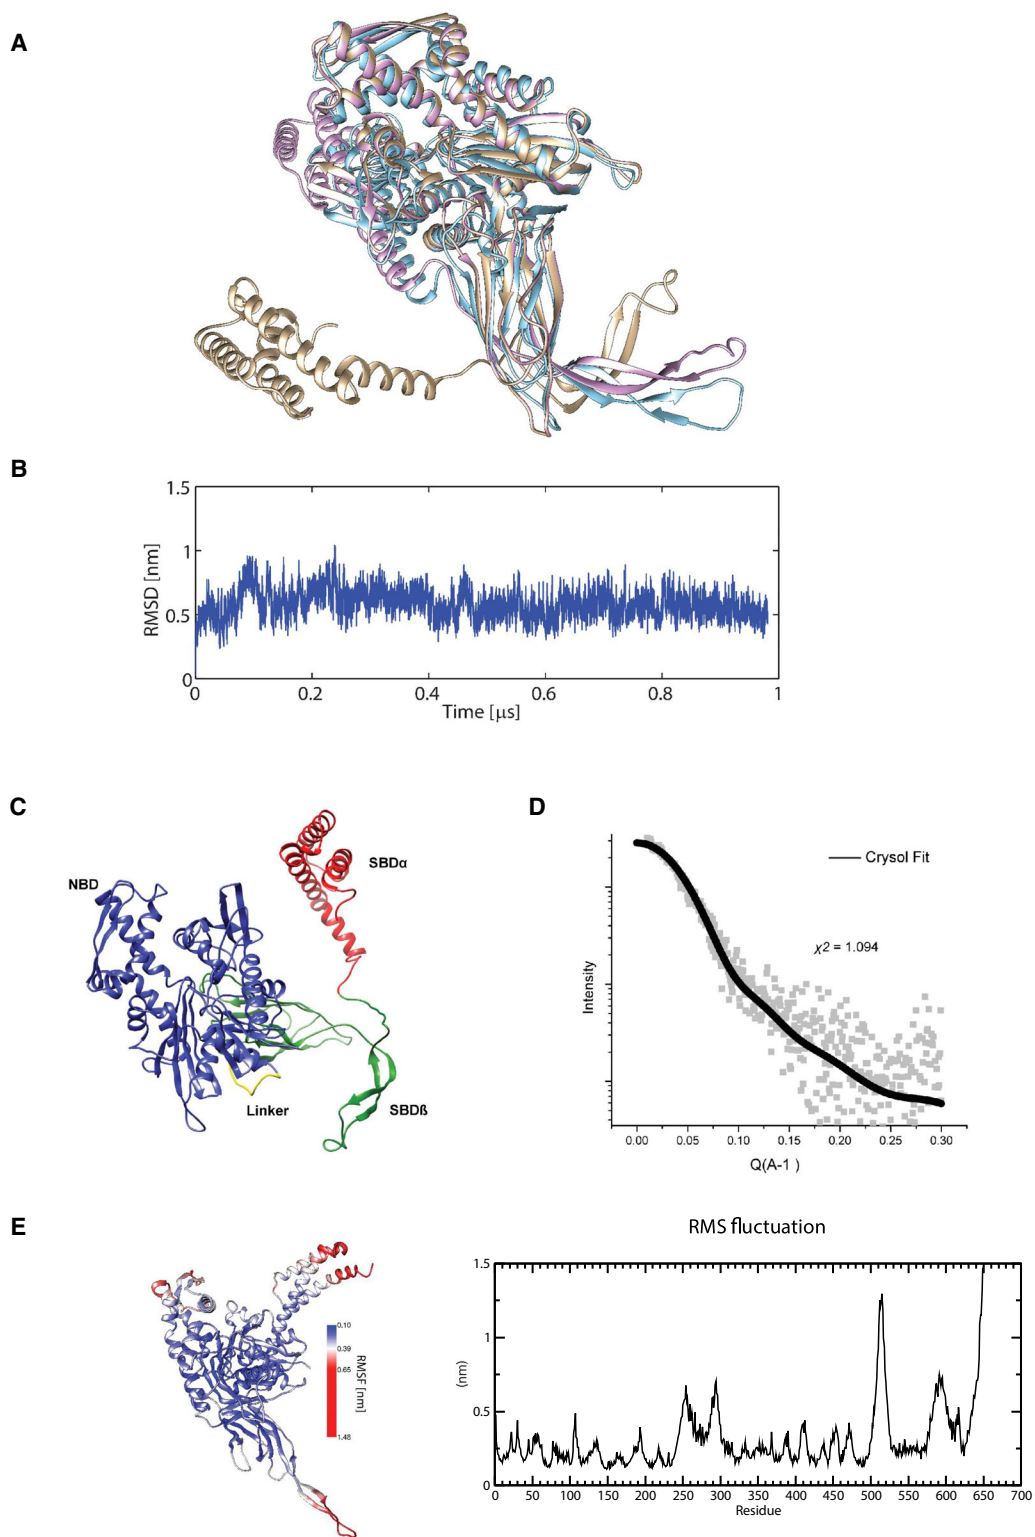 A
B
1.5
1
0.5
0
RMSD [nm]
0 0.2 0.4 0.6 0.8 1
Time [μs]
C
NBD
SBDα
Linker
SBDß
D
Crysol Fit
χ2 = 1.094
Intensity
0.00 0.05 0.10 0.15 0.20 0.25 0.30
Q(A-1 )
E
0.10
0.39
0.65
1.48
RMSF [nm]
RMS fluctuation
1.5
1
0.5
0
(nm)
0 50 100 150 200 250 300 350 400 450 500 550 600 650 700
Residue